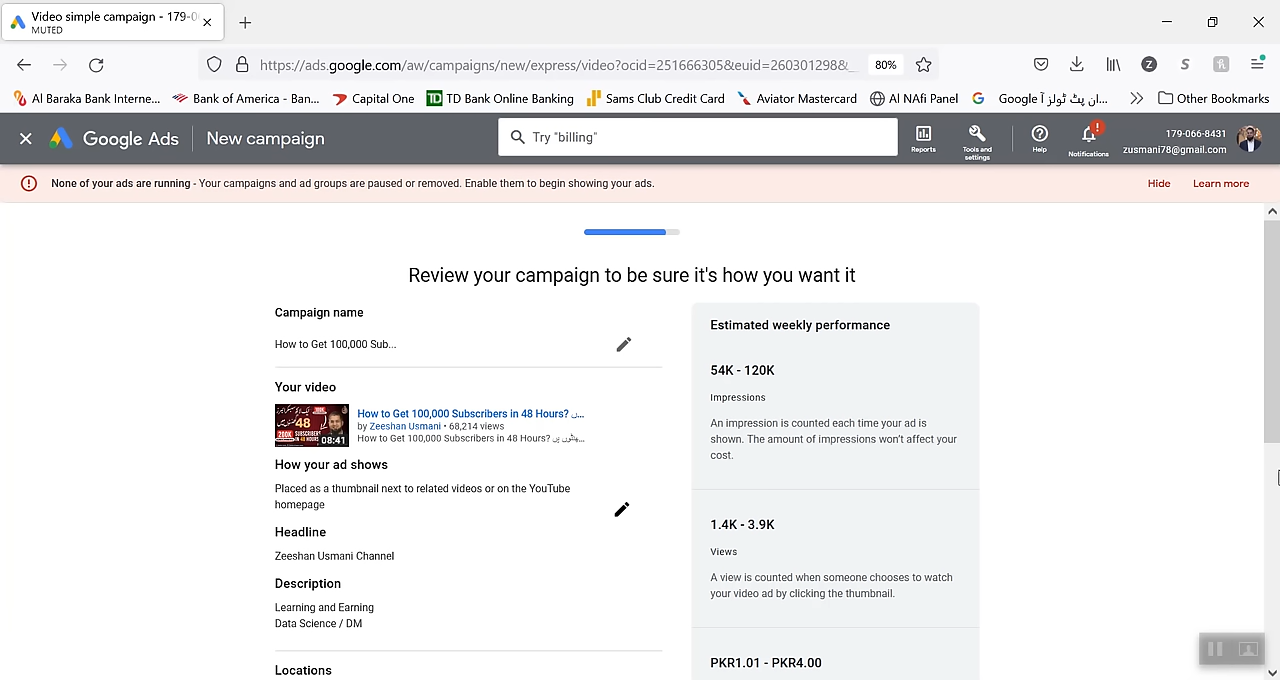 Video simple campaign - 179-0
MUTED
https://ads.google.com/aw/campaigns/new/express/video?ocid=251666305&euid=260301298&
80%
Al Baraka Bank Interne...
Bank of America - Ban...
Capital One
TD Bank Online Banking
Sams Club Credit Card
Aviator Mastercard
Al NAfi Panel
Google ان پٹ ٹولز آ...
Other Bookmarks
Google Ads
New campaign
Try "billing"
Reports
Tools and
settings
Help
Notifications
179-066-8431
zusmani78@gmail.com
None of your ads are running - Your campaigns and ad groups are paused or removed. Enable them to begin showing your ads.
Hide
Learn more
Review your campaign to be sure it's how you want it
Campaign name
How to Get 100,000 Sub...
Your video
48
SUBSCRIBERS
IN 48 HOURS
08:41
How to Get 100,000 Subscribers in 48 Hours?
by Zeeshan Usmani • 68,214 views
How to Get 100,000 Subscribers in 48 Hours?
How your ad shows
Placed as a thumbnail next to related videos or on the YouTube
homepage
Headline
Zeeshan Usmani Channel
Description
Learning and Earning
Data Science / DM
Locations
Estimated weekly performance
54K - 120K
Impressions
An impression is counted each time your ad is
shown. The amount of impressions won't affect your
cost.
1.4K - 3.9K
Views
A view is counted when someone chooses to watch
your video ad by clicking the thumbnail.
PKR1.01 - PKR4.00